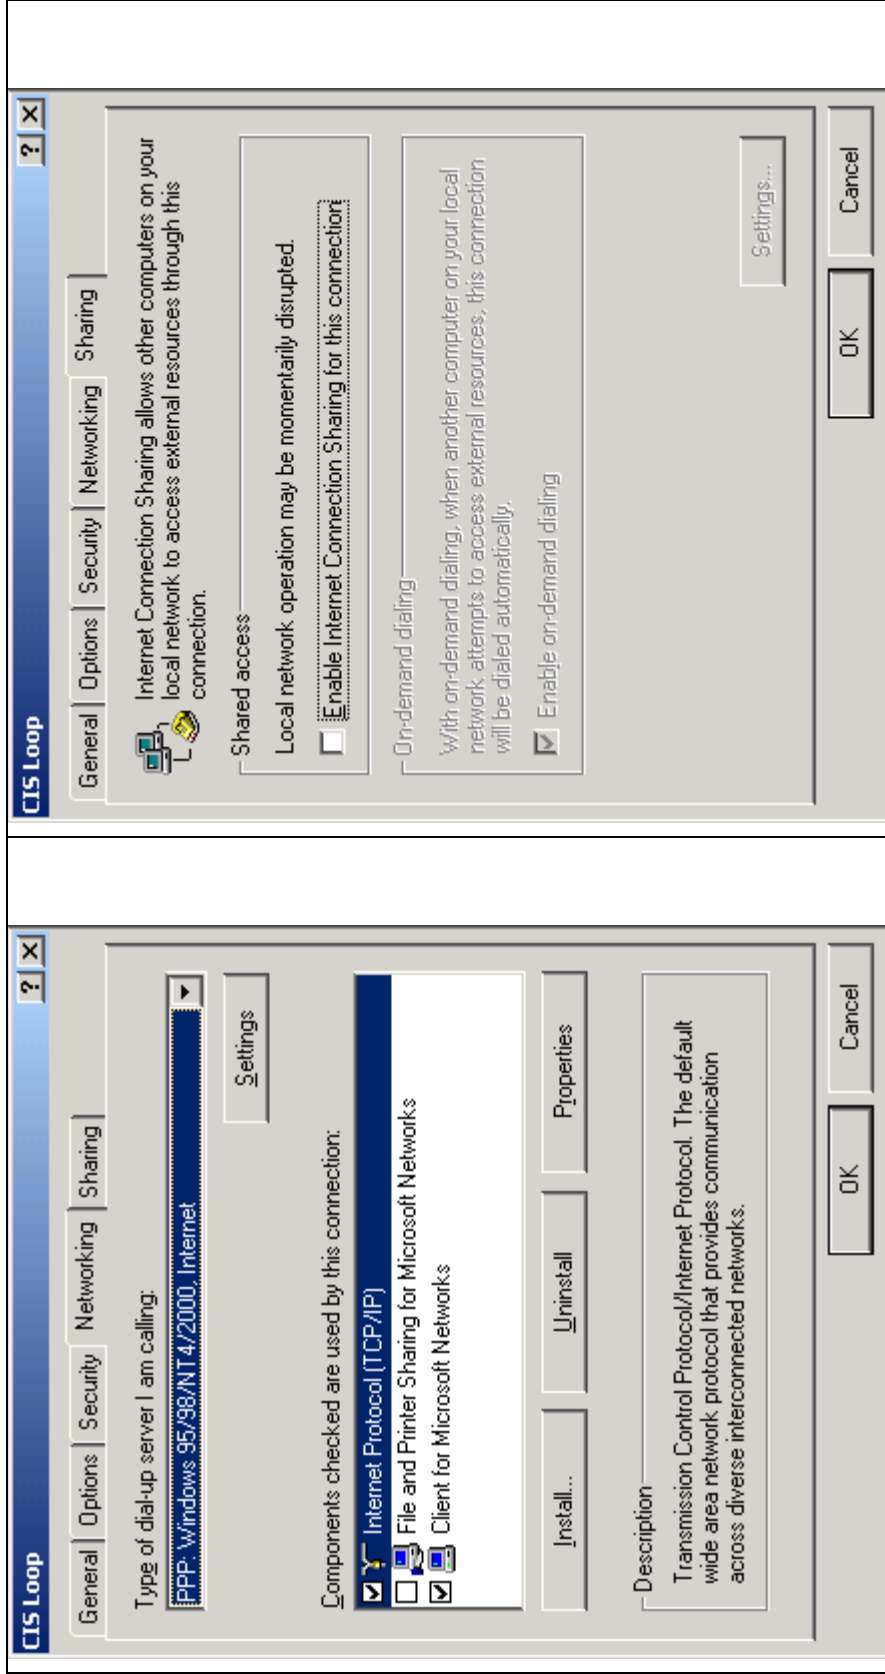 CIS Loop
? X
General Options Security Networking Sharing
Type of dial-up server I am calling:
PPP: Windows 95/98/NT4/2000, Internet
Settings
Components checked are used by this connection:
Internet Protocol (TCP/IP)
File and Printer Sharing for Microsoft Networks
Client for Microsoft Networks
Install... Uninstall Properties
Description
Transmission Control Protocol/Internet Protocol. The default
wide area network protocol that provides communication
across diverse interconnected networks.
OK Cancel
CIS Loop
? X
General Options Security Networking Sharing
Internet Connection Sharing allows other computers on your
local network to access external resources through this
connection.
Shared access
Local network operation may be momentarily disrupted.
Enable Internet Connection Sharing for this connection
On-demand dialing
With on-demand dialing, when another computer on your local
network attempts to access external resources, this connection
will be dialed automatically.
Enable on-demand dialing
Settings...
OK Cancel